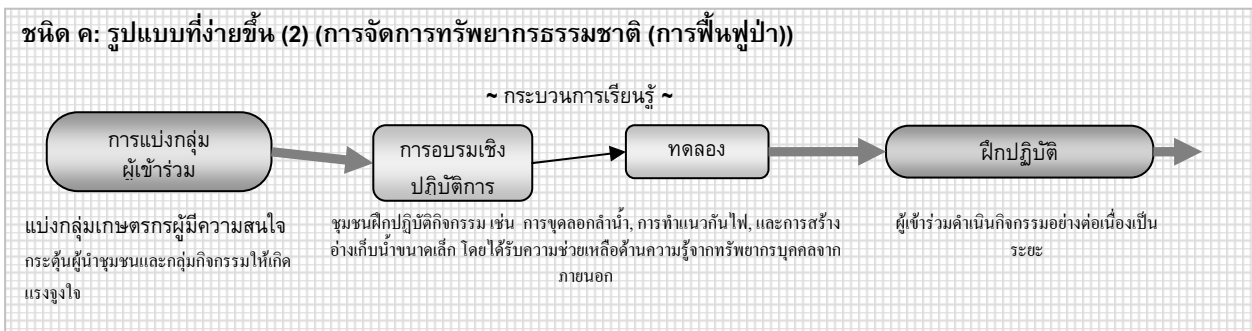 ชนิด ค: รูปแบบที่ง่ายขึ้น (2) (การจัดการทรัพยากรธรรมชาติ (การฟื้นฟูป่า))
~ กระบวนการเรียนรู้ ~
การแบ่งกลุ่ม
ผู้เข้าร่วม
การอบรมเชิง
ปฏิบัติการ
ทดลอง
ฝึกปฏิบัติ
แบ่งกลุ่มเกษตรกรผู้มีความสนใจ
กระตุ้นผู้นำชุมชนและกลุ่มกิจกรรมให้เกิด
แรงจูงใจ
ชุมชนฝึกปฏิบัติกิจกรรม เช่น การขุดลอกลำน้ำ, การทำแนวกันไฟ, และการสร้าง
อ่างเก็บน้ำขนาดเล็ก โดยได้รับความช่วยเหลือด้านความรู้จากทรัพยากรบุคคลจาก
ภายนอก
ผู้เข้าร่วมดำเนินกิจกรรมอย่างต่อเนื่องเป็น
ระยะ